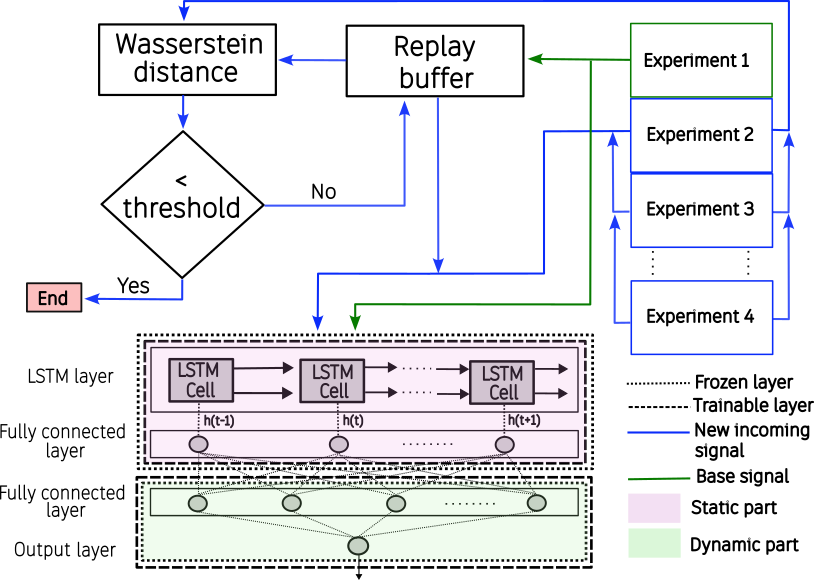 Wasserstein
distance
Replay
buffer
Experiment 1
Experiment 2
Experiment 3
Experiment 4
<
threshold
No
Yes
End
LSTM layer
LSTM
Cell
LSTM
Cell
LSTM
Cell
h(t-1)
h(t)
h(t+1)
Fully connected
layer
Fully connected
layer
Output layer
Frozen layer
Trainable layer
New incoming
signal
Base signal
Static part
Dynamic part